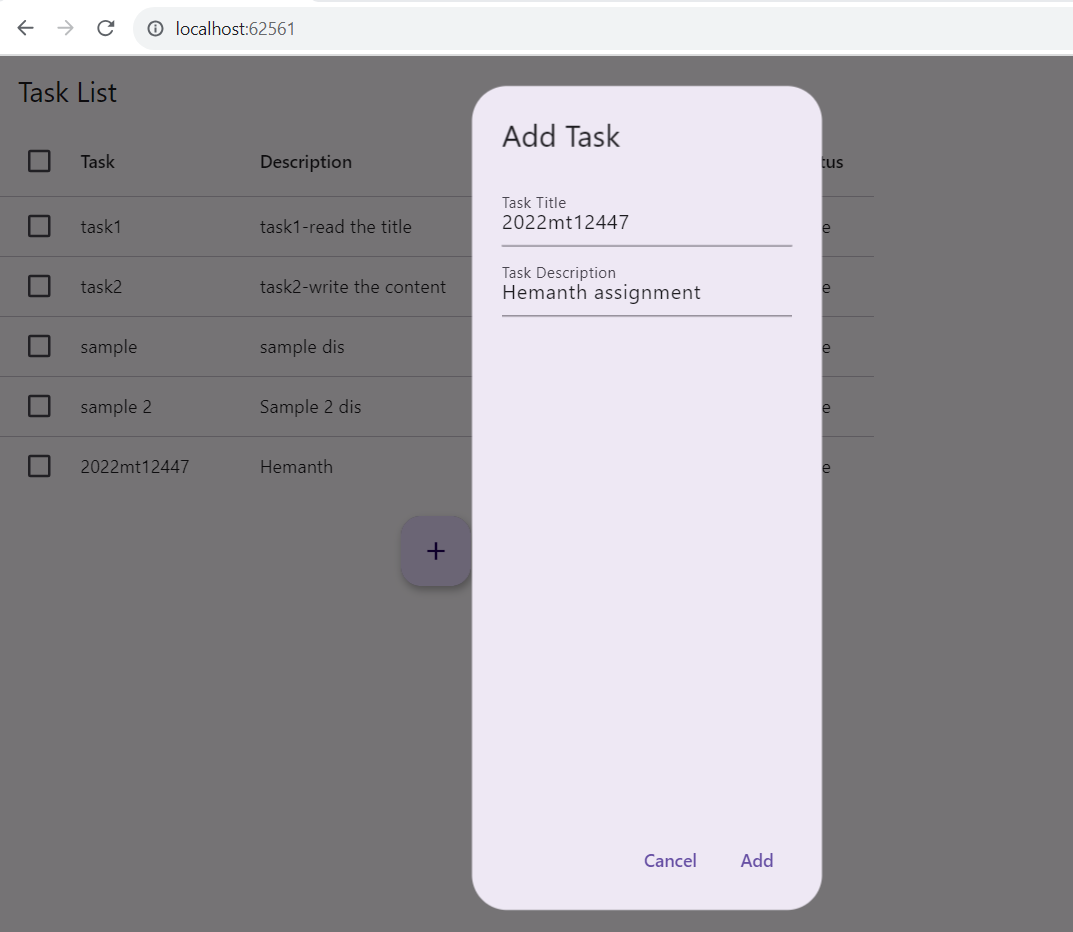 localhost:62561
Task List
Task Description
task1 task1-read the title
task2 task2-write the content
sample sample dis
sample 2 Sample 2 dis
2022mt12447 Hemanth
+
Add Task
Task Title
2022mt12447
Task Description
Hemanth assignment
Cancel Add